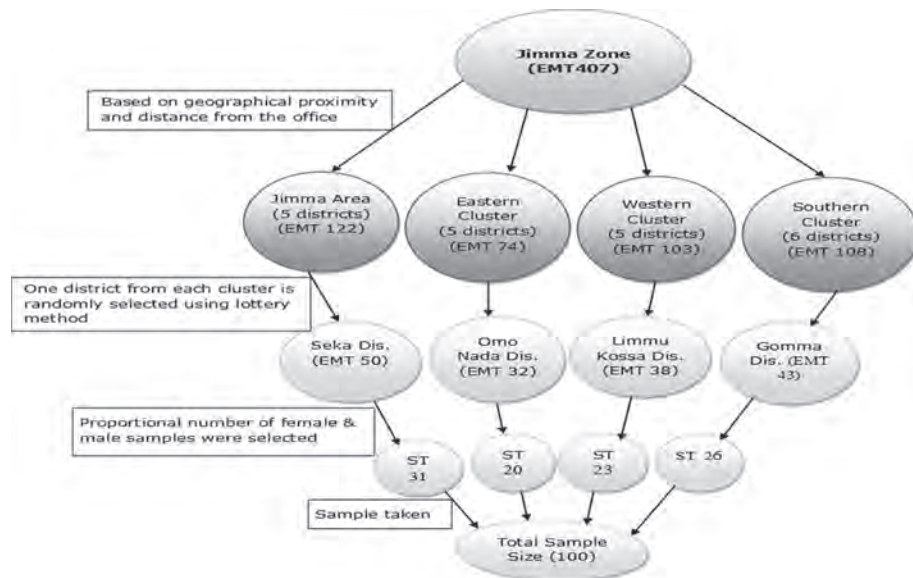 Jimma Zone
(EMT407)
Based on geographical proximity
and distance from the office
Jimma Area
(5 districts)
(EMT 122)
Eastern
Cluster
(5 districts)
(EMT 74)
Western
Cluster
(5 districts)
(EMT 103)
Southern
Cluster
(6 districts)
(EMT 108)
One district from each cluster is
randomly selected using lottery
method
Seka Dis.
(EMT 50)
Omo
Nada Dis.
(EMT 32)
Limmu
Kossa Dis.
(EMT 38)
Gomma
Dis. (EMT
43)
Proportional number of female &
male samples were selected
ST
31
ST
20
ST
23
ST 26
Sample taken
Total Sample
Size (100)